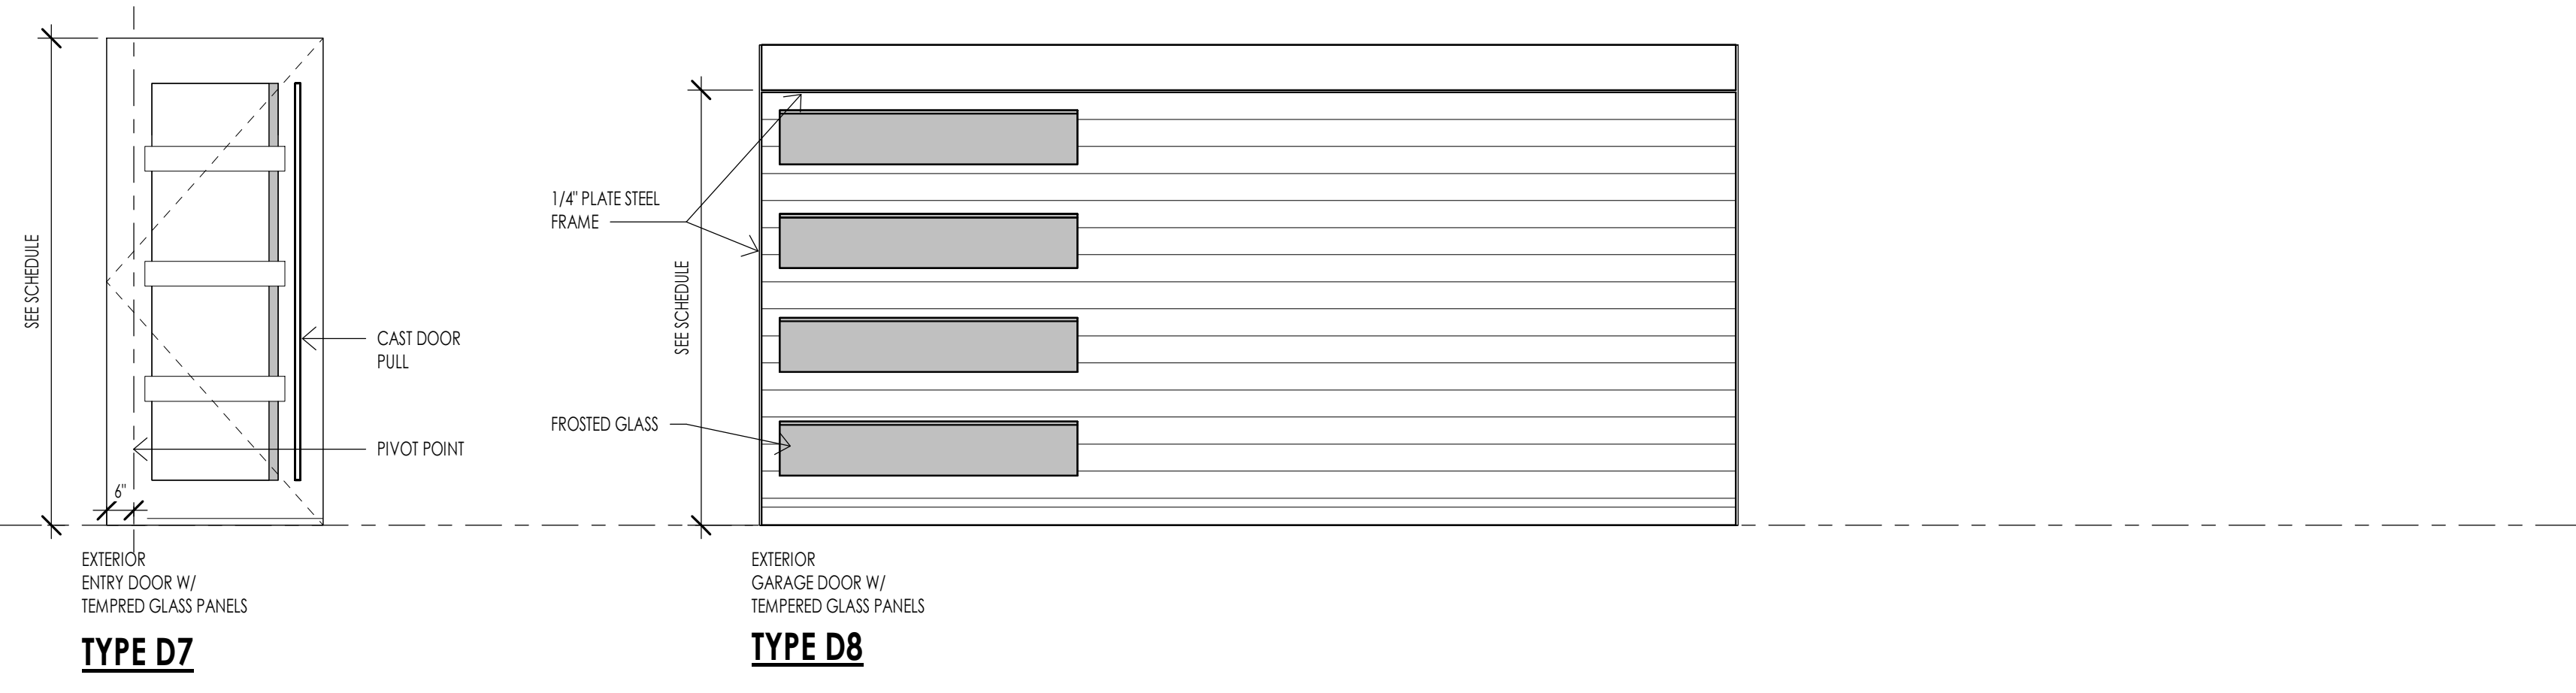 SEE SCHEDULE
CAST DOOR
PULL
PIVOT POINT
6"
EXTERIOR
ENTRY DOOR W/
TEMPRED GLASS PANELS
TYPE D7
1/4" PLATE STEEL
FRAME
SEE SCHEDULE
FROSTED GLASS
EXTERIOR
GARAGE DOOR W/
TEMPERED GLASS PANELS
TYPE D8